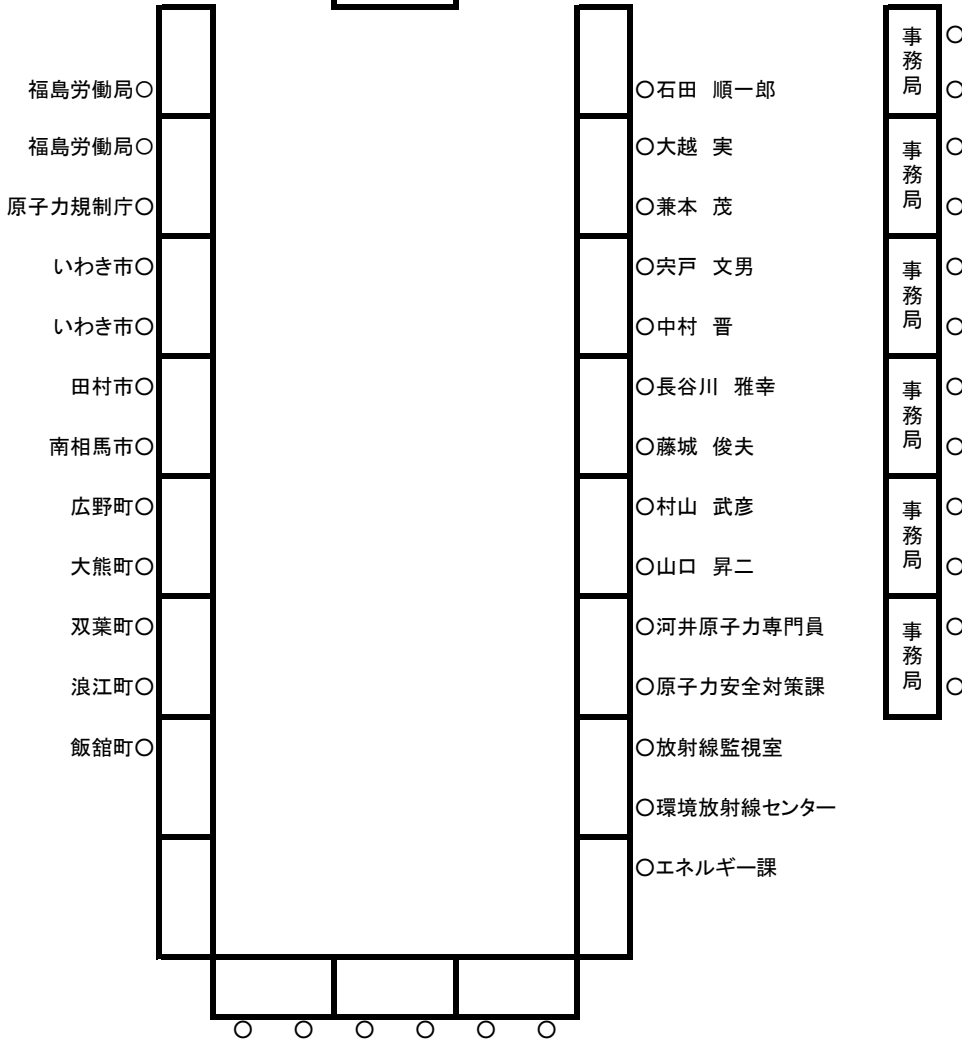 福島労働局○
福島労働局○
原子力規制庁○
いわき市○
いわき市○
田村市○
南相馬市○
広野町○
大熊町○
双葉町○
浪江町○
飯舘町○
○石田 順一郎
○大越 実
○兼本 茂
○宍戸 文男
○中村 晋
○長谷川 雅幸
○藤城 俊夫
○村山 武彦
○山口 昇二
○河井原子力専門員
○原子力安全対策課
○放射線監視室
○環境放射線センター
○エネルギー課
事務局
事務局
事務局
事務局
事務局
事務局